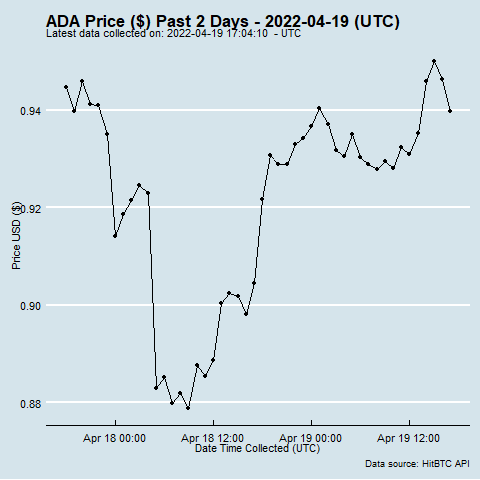 ADA Price ($) Past 2 Days - 2022-04-19 (UTC)
Latest data collected on: 2022-04-19 17:04:10 - UTC
0.94
0.92
Price USD ($)
0.90
0.88
Apr 18 00:00
Apr 18 12:00
Apr 19 00:00
Apr 19 12:00
Date Time Collected (UTC)
Data source: HitBTC API